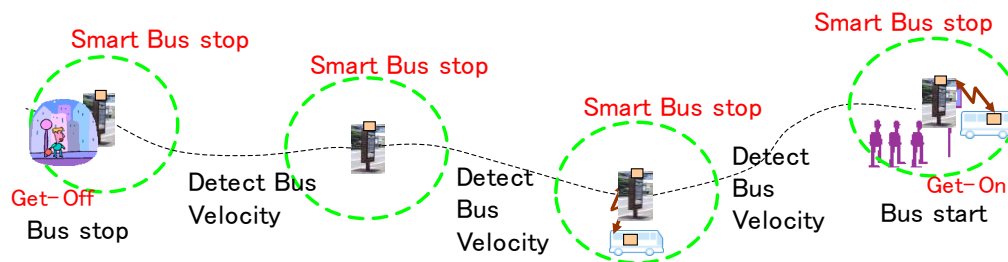 Smart Bus stop
Smart Bus stop
Smart Bus stop
Smart Bus stop
Get-Off
Bus stop
Detect Bus
Velocity
Detect
Bus
Velocity
Detect
Bus
Velocity
Get-On
Bus start